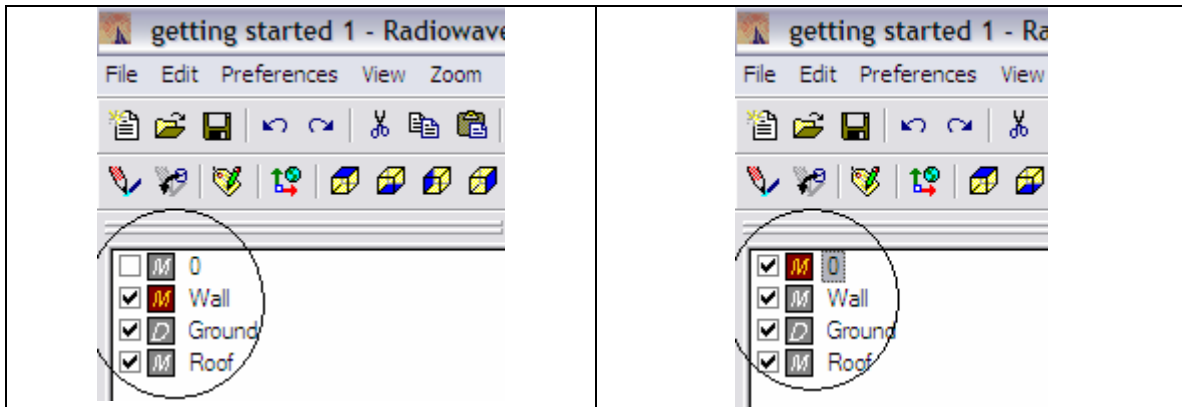 getting started 1 - Radiowave
File Edit Preferences View Zoom
M 0
M Wall
D Ground
M Roof
getting started 1 - Ra
File Edit Preferences View
M 0
M Wall
D Ground
M Roof